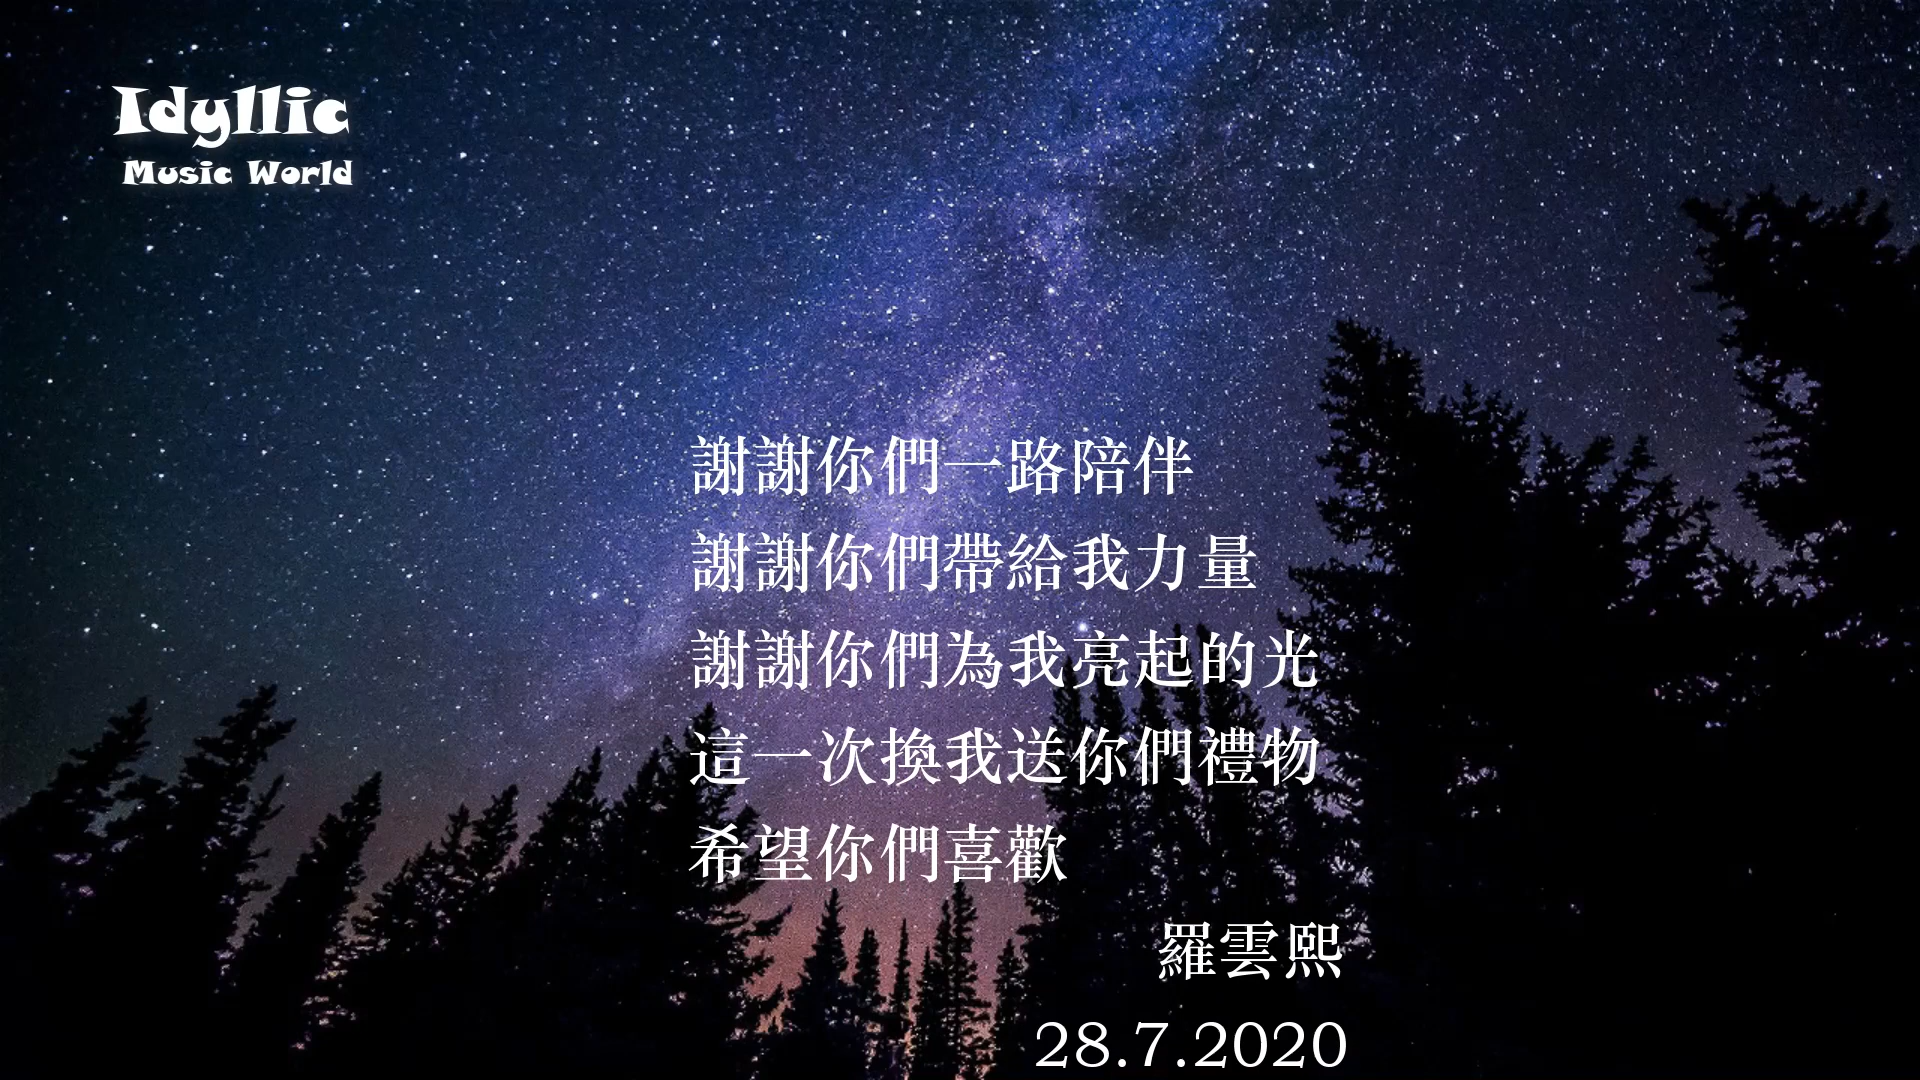 Idyllic
Music World
謝謝你們一路陪伴
謝謝你們帶給我力量
謝謝你們為我亮起的光
這一次換我送你們禮物
希望你們喜歡
羅雲熙
28.7.2020